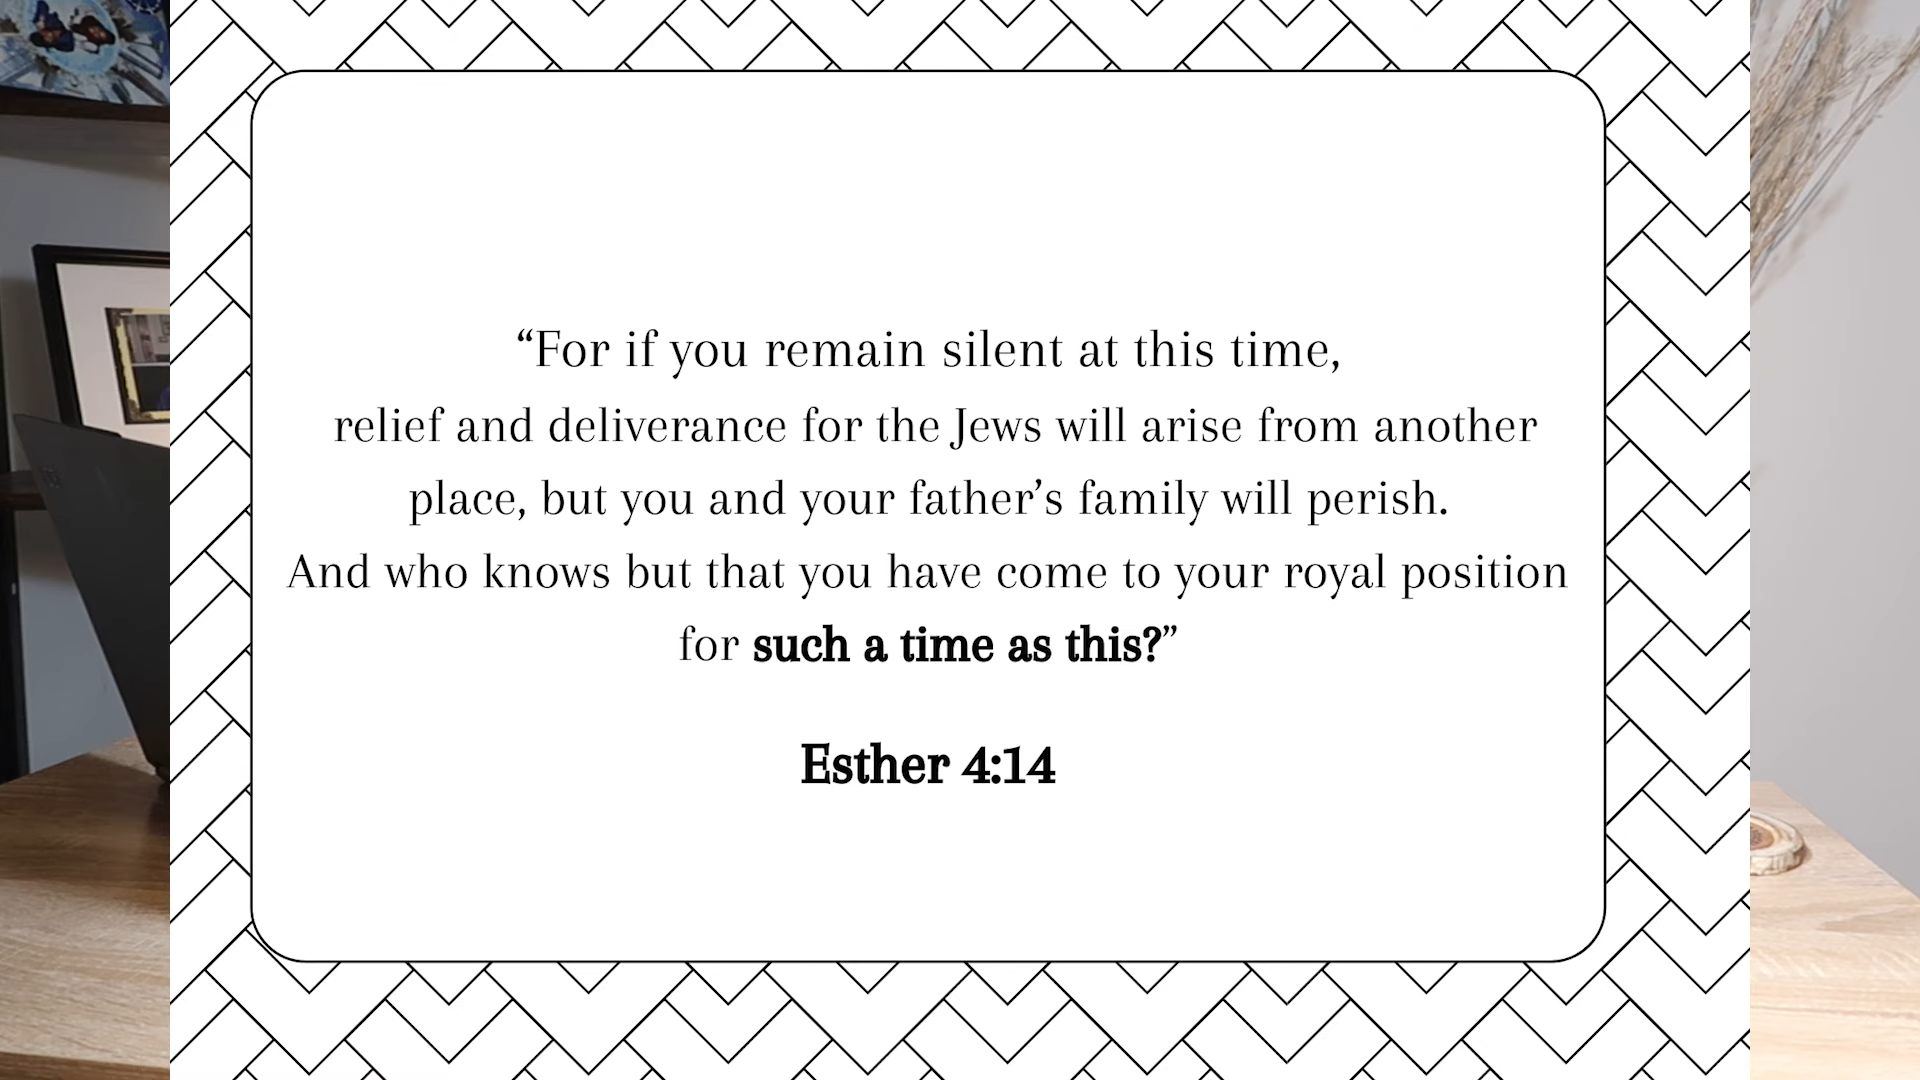 “For if you remain silent at this time,
relief and deliverance for the Jews will arise from another
place, but you and your father’s family will perish.
And who knows but that you have come to your royal position
for such a time as this?”
Esther 4:14